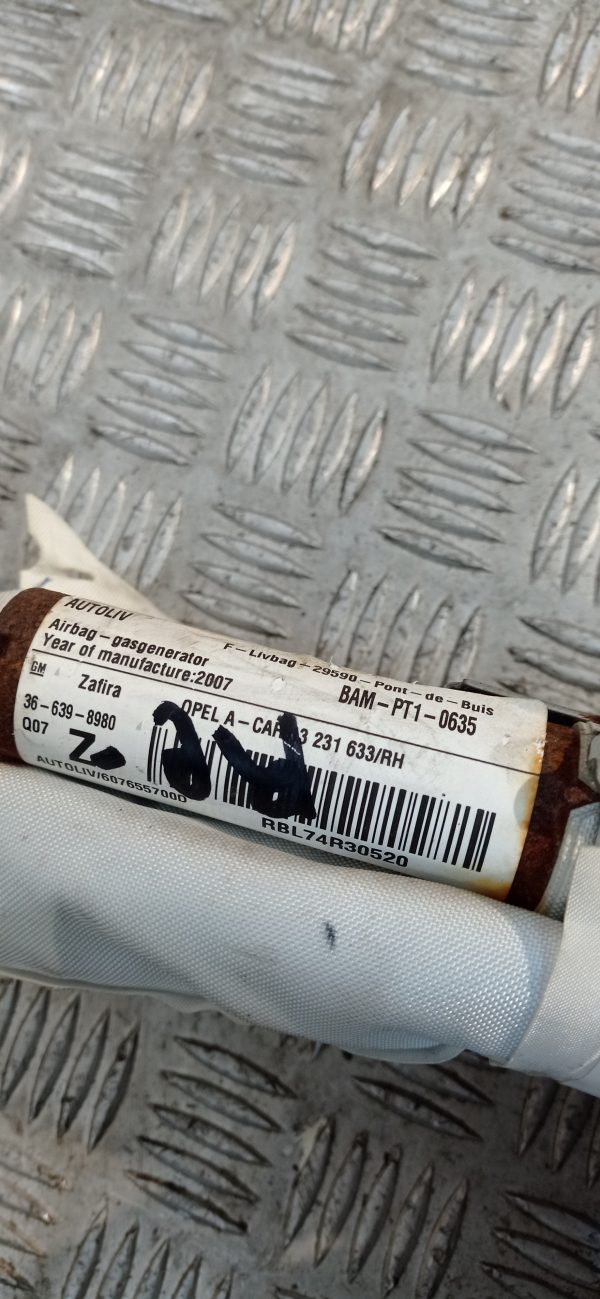 AUTOLIV
F-Livbag-29590-Pont-de-Buis
Airbag-gasgenerator
Year of manufacture:2007
BAM-PT1-0635
GM
Zafira
36-639-8980
OPEL A-CAR 3 231 633/RH
Q07
Z
AUTOLIV/607655700D
RBL74R30520